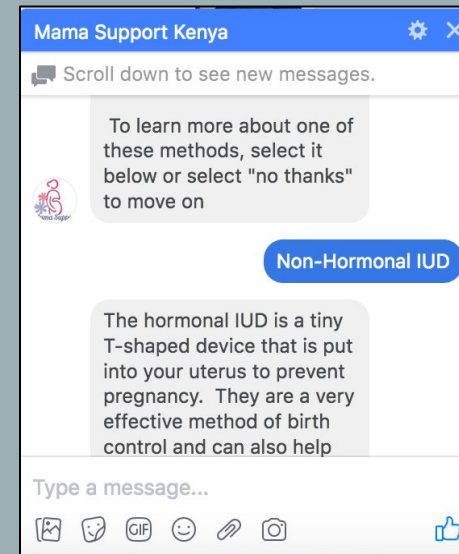 Mama Support Kenya
Scroll down to see new messages.
To learn more about one of
these methods, select it
below or select "no thanks"
to move on
Non-Hormonal IUD
The hormonal IUD is a tiny
T-shaped device that is put
into your uterus to prevent
pregnancy. They are a very
effective method of birth
control and can also help
Type a message...
GIF